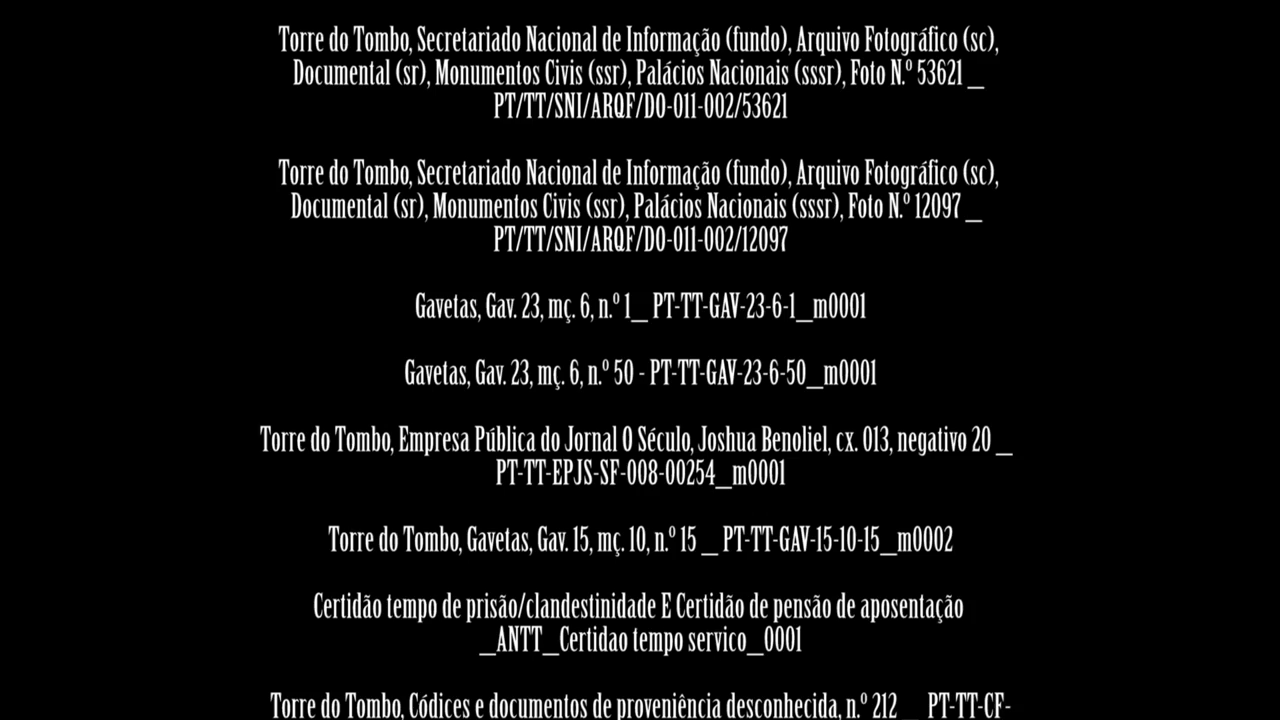 Torre do Tombo, Secretariado Nacional de Informação (fundo), Arquivo Fotográfico (sc),
Documental (sr), Monumentos Civis (ssr), Palácios Nacionais (sssr), Foto N.º 53621 _
PT/TT/SNI/ARQF/DO-011-002/53621
Torre do Tombo, Secretariado Nacional de Informação (fundo), Arquivo Fotográfico (sc),
Documental (sr), Monumentos Civis (ssr), Palácios Nacionais (sssr), Foto N.º 12097 _
PT/TT/SNI/ARQF/DO-011-002/12097
Gavetas, Gav. 23, mç. 6, n.º 1_ PT-TT-GAV-23-6-1_m0001
Gavetas, Gav. 23, mç. 6, n.º 50 - PT-TT-GAV-23-6-50_m0001
Torre do Tombo, Empresa Pública do Jornal O Século, Joshua Benoliel, cx. 013, negativo 20 _
PT-TT-EPJS-SF-008-00254_m0001
Torre do Tombo, Gavetas, Gav. 15, mç. 10, n.º 15 _ PT-TT-GAV-15-10-15_m0002
Certidão tempo de prisão/clandestinidade E Certidão de pensão de aposentação
_ANTT_Certidao tempo servico_0001
Torre do Tombo, Códices e documentos de proveniência desconhecida, n.º 212 _ PT-TT-CF-